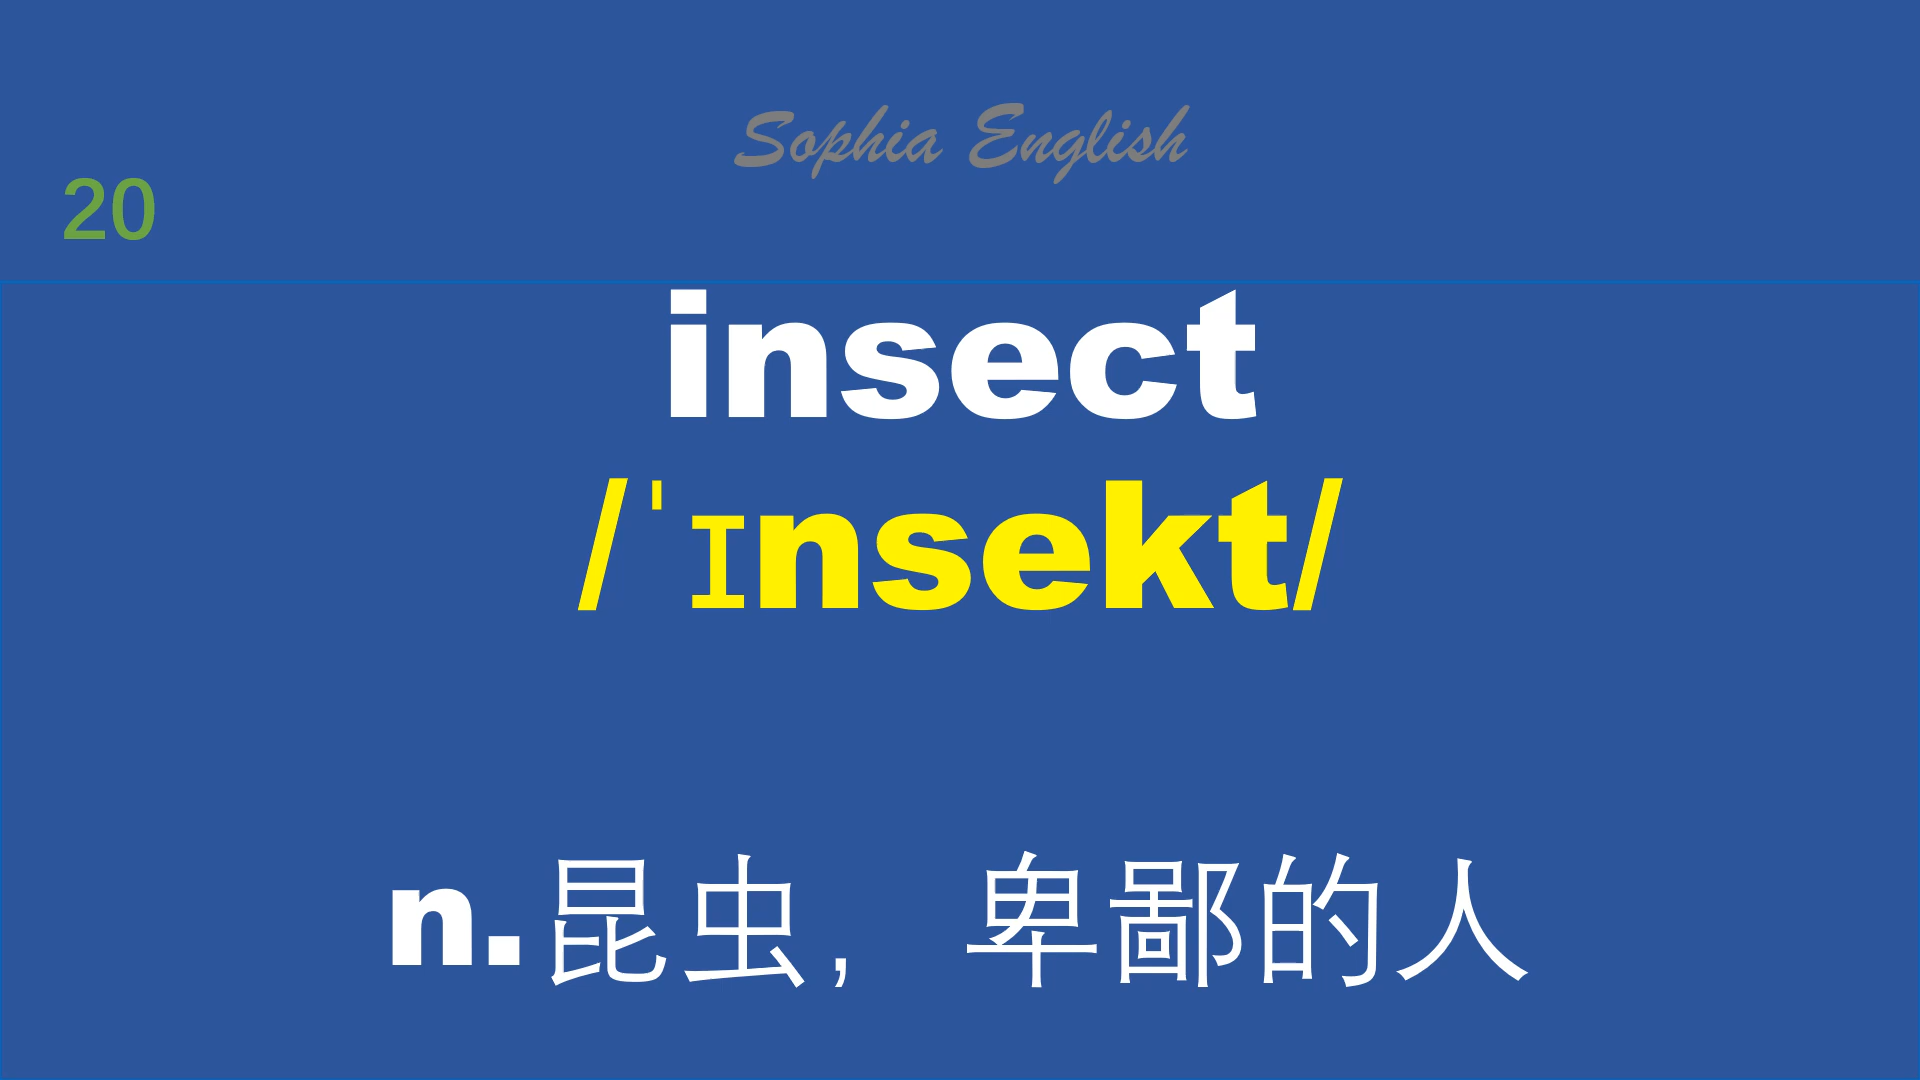 Sophia English
20
insect
/ˈɪnsekt/
n.昆虫，卑鄙的人